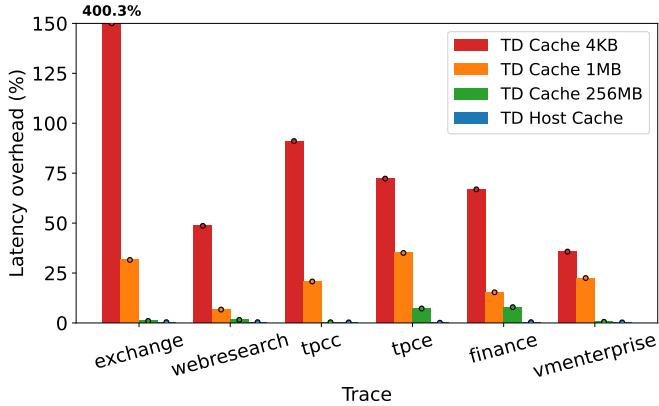 400.3%
150
125
100
75
50
25
0
Latency overhead (%)
TD Cache 4KB
TD Cache 1MB
TD Cache 256MB
TD Host Cache
exchange
webresearch
tpcc
tpce
finance
vmenterprise
Trace